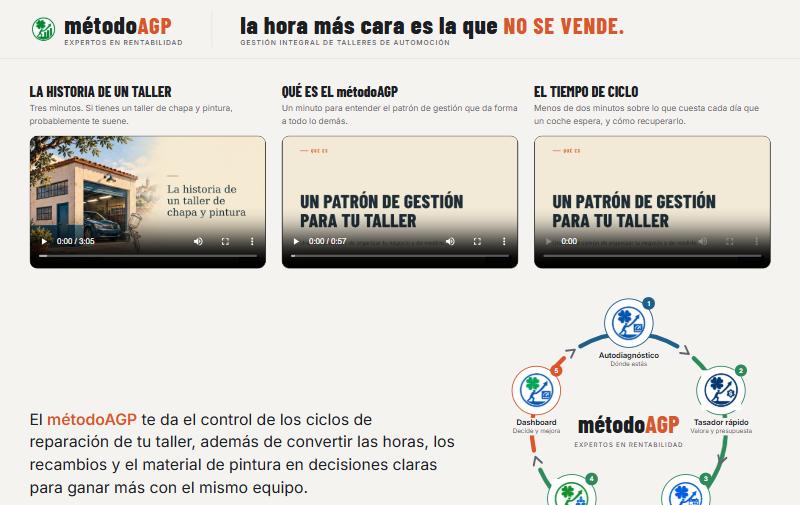 métodoAGP
EXPERTOS EN RENTABILIDAD
la hora más cara es la que NO SE VENDE.
GESTIÓN INTEGRAL DE TALLERES DE AUTOMOCIÓN
LA HISTORIA DE UN TALLER
Tres minutos. Si tienes un taller de chapa y pintura,
probablemente te suene.
La historia de
un taller de
chapa y pintura
0:00 / 3:05
QUÉ ES EL métodoAGP
Un minuto para entender el patrón de gestión que da forma
a todo lo demás.
QUÉ ES
UN PATRÓN DE GESTIÓN
PARA TU TALLER
0:00 / 0:57
EL TIEMPO DE CICLO
Menos de dos minutos sobre lo que cuesta cada día que
un coche espera, y cómo recuperarlo.
QUÉ ES
UN PATRÓN DE GESTIÓN
PARA TU TALLER
0:00
El métodoAGP te da el control de los ciclos de
reparación de tu taller, además de convertir las horas, los
recambios y el material de pintura en decisiones claras
para ganar más con el mismo equipo.
1
Autodiagnóstico
Dónde estás
2
Tasador rápido
Valora y presupuesta
3
4
5
Dashboard
Decide y mejora
métodoAGP
EXPERTOS EN RENTABILIDAD